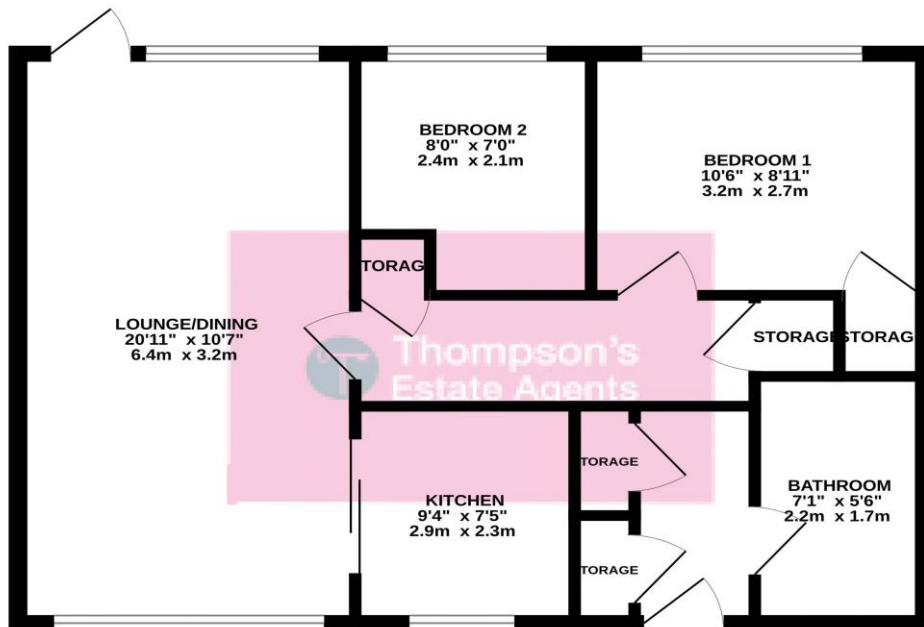 BEDROOM 2
8'0" x 7'0"
2.4m x 2.1m
BEDROOM 1
10'6" x 8'11"
3.2m x 2.7m
TORAG
LOUNGE/DINING
20'11" x 10'7"
6.4m x 3.2m
STORAGE
STORAG
Thompson's
Estate Agents
TORAGE
KITCHEN
9'4" x 7'5"
2.9m x 2.3m
BATHROOM
7'1" x 5'6"
2.2m x 1.7m
TORAGE